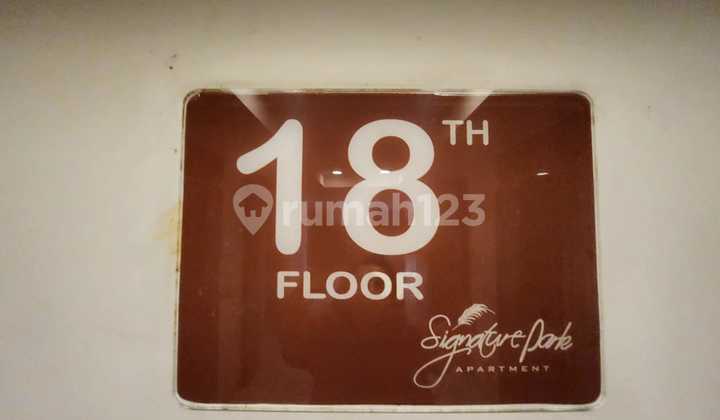 18TH
rumah123
FLOOR
Signature Park
APARTMENT